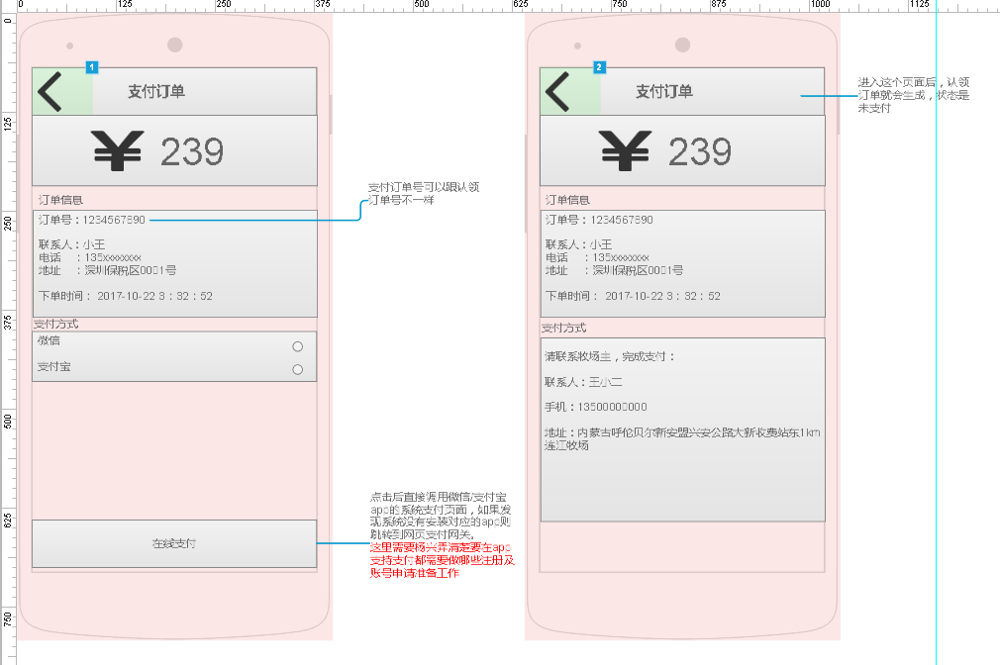 0 125 250 375 500 625 750 875 1000 1125
0
125
250
375
500
625
750
1
支付订单
¥ 239
订单信息
订单号：1234567890
联系人：小王
电话 ：135xxxxxxxx
地址 ：深圳保税区0001号
下单时间： 2017-10-22 3：32：52
支付方式
微信
支付宝
在线支付
支付订单号可以跟认领
订单号不一样
点击后直接调用微信/支付宝
app的系统支付页面，如果发
现系统没有安装对应的app则
跳转到网页支付网关。
这里需要杨兴弄清楚要在app
支持支付都需要做哪些注册及
账号申请准备工作
2
支付订单
¥ 239
订单信息
订单号：1234567890
联系人：小王
电话 ：135xxxxxxxx
地址 ：深圳保税区0001号
下单时间： 2017-10-22 3：32：52
支付方式
请联系牧场主，完成支付：
联系人：王小二
手机：13500000000
地址：内蒙古呼伦贝尔新安盟兴安公路大新收费站东1km
连江牧场
进入这个页面后，认领
订单就会生成，状态是
未支付